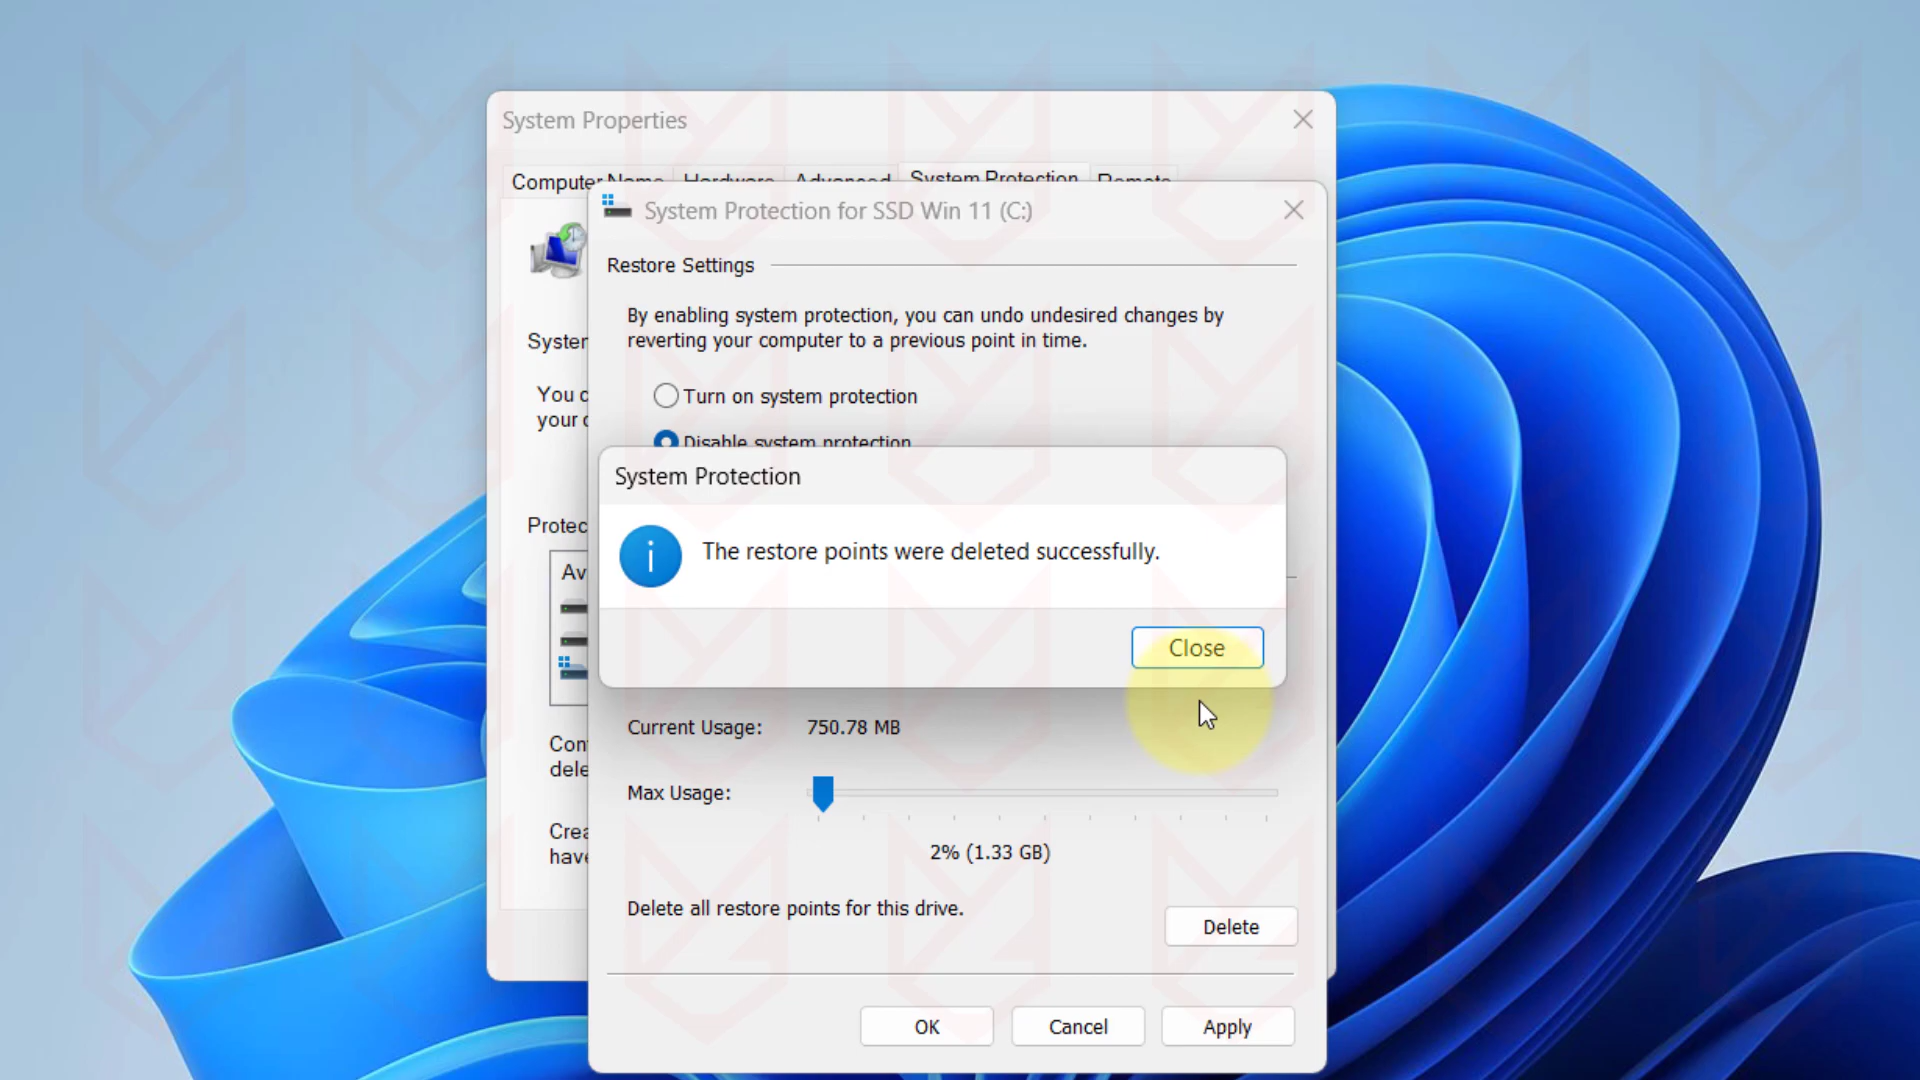 System Properties
Computer Name Hardware Advanced System Protection Remote
System Protection for SSD Win 11 (C:)
Restore Settings
By enabling system protection, you can undo undesired changes by
reverting your computer to a previous point in time.
Turn on system protection
Disable system protection
System Protection
The restore points were deleted successfully.
Close
Current Usage: 750.78 MB
Max Usage:
2% (1.33 GB)
Delete all restore points for this drive.
Delete
OK Cancel Apply
You
your